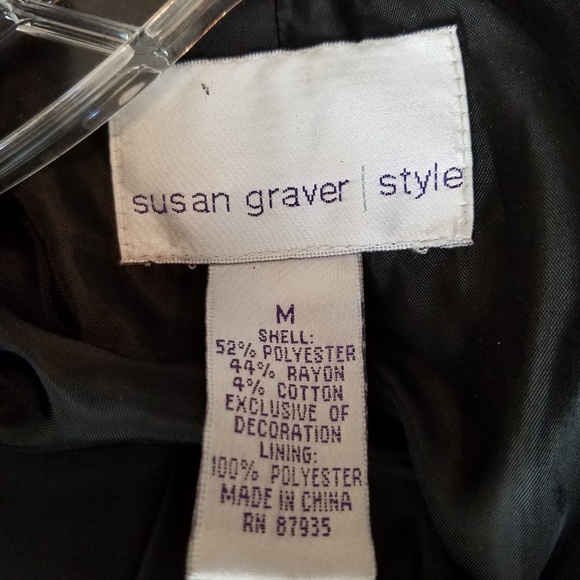 susan graver | style
M
SHELL:
52% POLYESTER
44% RAYON
4% COTTON
EXCLUSIVE OF
DECORATION
LINING:
100% POLYESTER
MADE IN CHINA
RN 87935